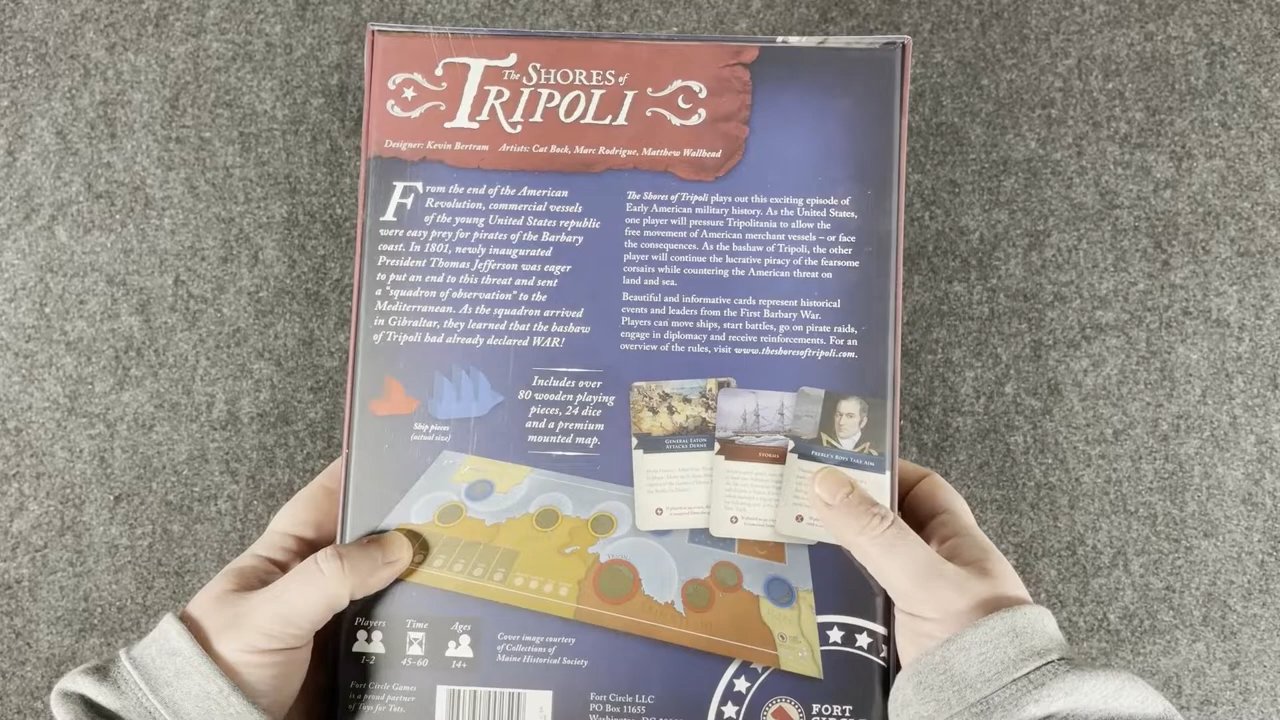 The SHORES of
TRIPOLI
Designer: Kevin Bertram Artists: Cat Bock, Marc Rodrigue, Matthew Wallhead
From the end of the American
Revolution, commercial vessels
of the young United States republic
were easy prey for pirates of the Barbary
coast. In 1801, newly inaugurated
President Thomas Jefferson was eager
to put an end to this threat and sent
a "squadron of observation" to the
Mediterranean. As the squadron arrived
in Gibraltar, they learned that the bashaw
of Tripoli had already declared WAR!
The Shores of Tripoli plays out this exciting episode of
Early American military history. As the United States,
one player will pressure Tripolitania to allow the
free movement of American merchant vessels – or face
the consequences. As the bashaw of Tripoli, the other
player will continue the lucrative piracy of the fearsome
corsairs while countering the American threat on
land and sea.
Beautiful and informative cards represent historical
events and leaders from the First Barbary War.
Players can move ships, start battles, go on pirate raids,
engage in diplomacy and receive reinforcements. For an
overview of the rules, visit www.theshoresoftripoli.com.
Ship pieces
(actual size)
Includes over
80 wooden playing
pieces, 24 dice
and a premium
mounted map.
GENERAL EATON
ATTACKS DERNE
STORMS
PREBLE'S BOYS TAKE AIM
Players
1-2
Time
45-60
Ages
14+
Cover image courtesy
of Collections of
Maine Historical Society
Fort Circle Games
is a proud partner
of Toys for Tots.
Fort Circle LLC
PO Box 11655
Washington, DC
FORT